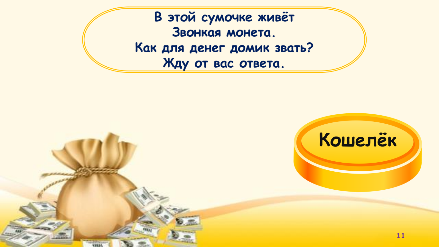 В этой сумочке живёт
Звонкая монета.
Как для денег домик звать?
Жду от вас ответа.
Кошелёк
11